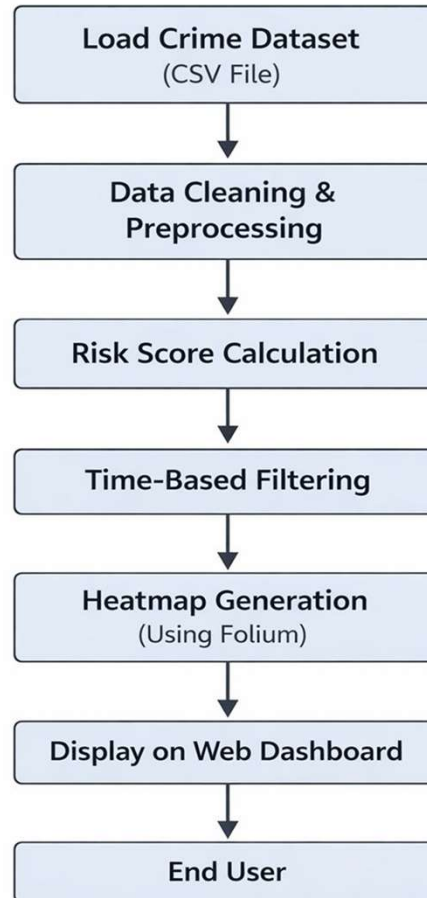 Load Crime Dataset
(CSV File)
Data Cleaning &
Preprocessing
Risk Score Calculation
Time-Based Filtering
Heatmap Generation
(Using Folium)
Display on Web Dashboard
End User